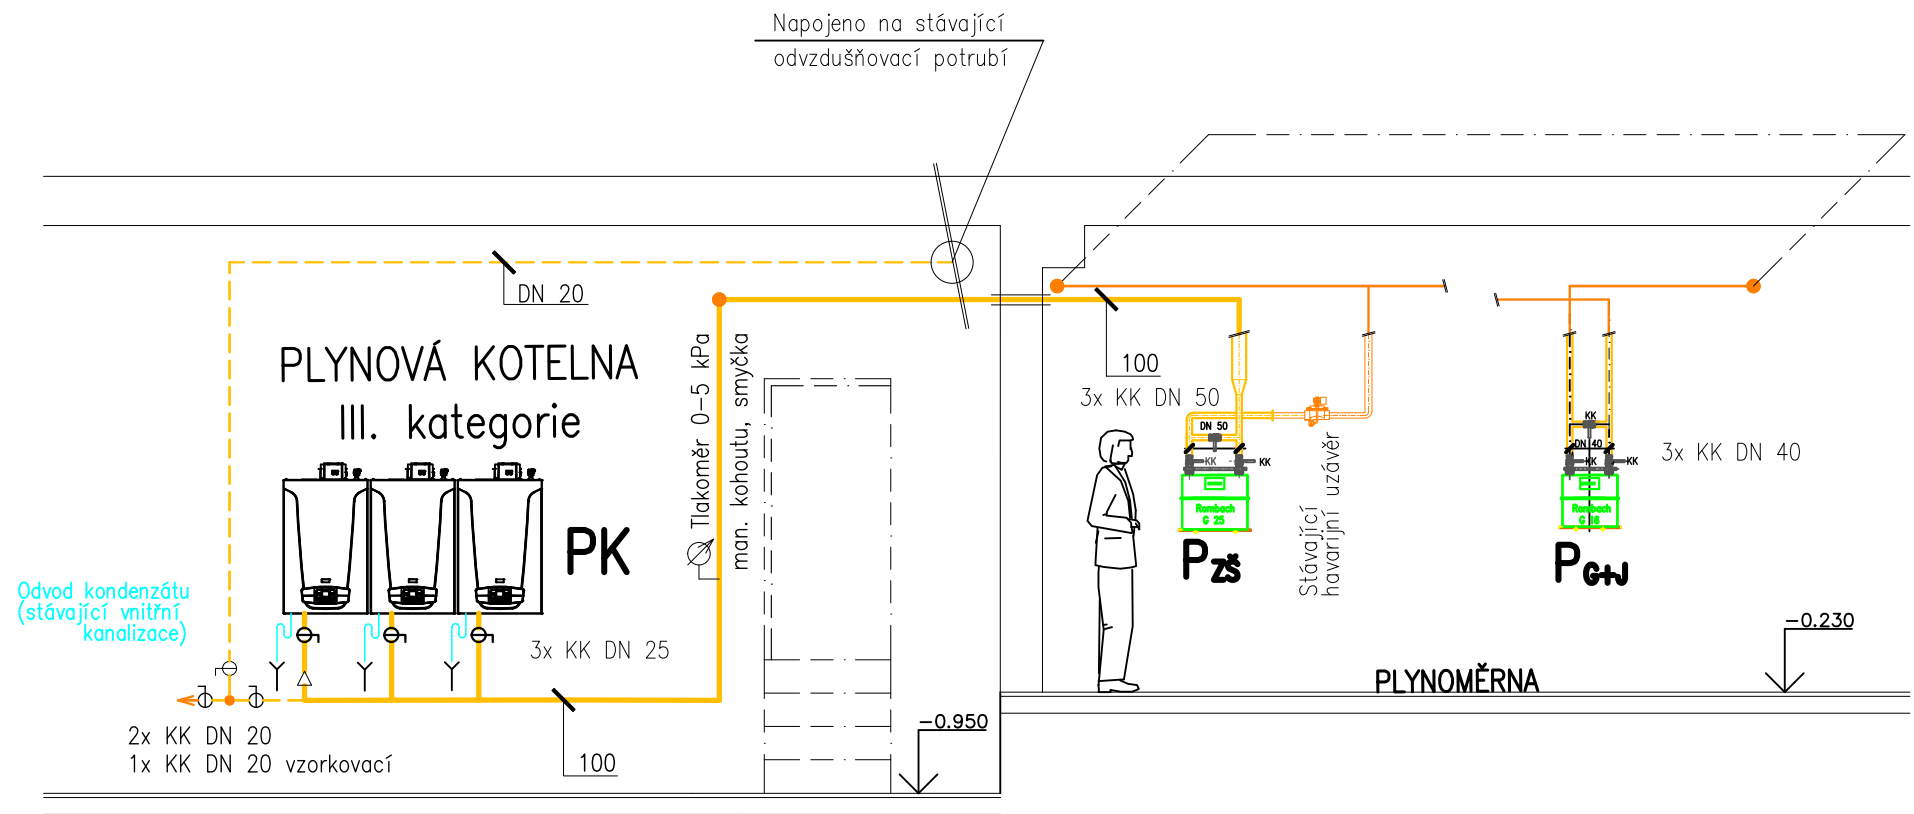 Napojeno na stávající
odvzdušňovací potrubí
DN 20
PLYNOVÁ KOTELNA
III. kategorie
PK
Tlakoměr 0-5 kPa
man. kohoutu, smyčka
Odvod kondenzátu
(stávající vnitřní
kanalizace)
3x KK DN 25
2x KK DN 20
1x KK DN 20 vzorkovací
100
-0.950
100
3x KK DN 50
DN 50
KK
KK
Rombach
G 25
PZŠ
Stávající
havarijní uzávěr
KK
DN 40
KK
KK
3x KK DN 40
Rombach
G 16
PG+J
PLYNOMĚRNA
-0.230